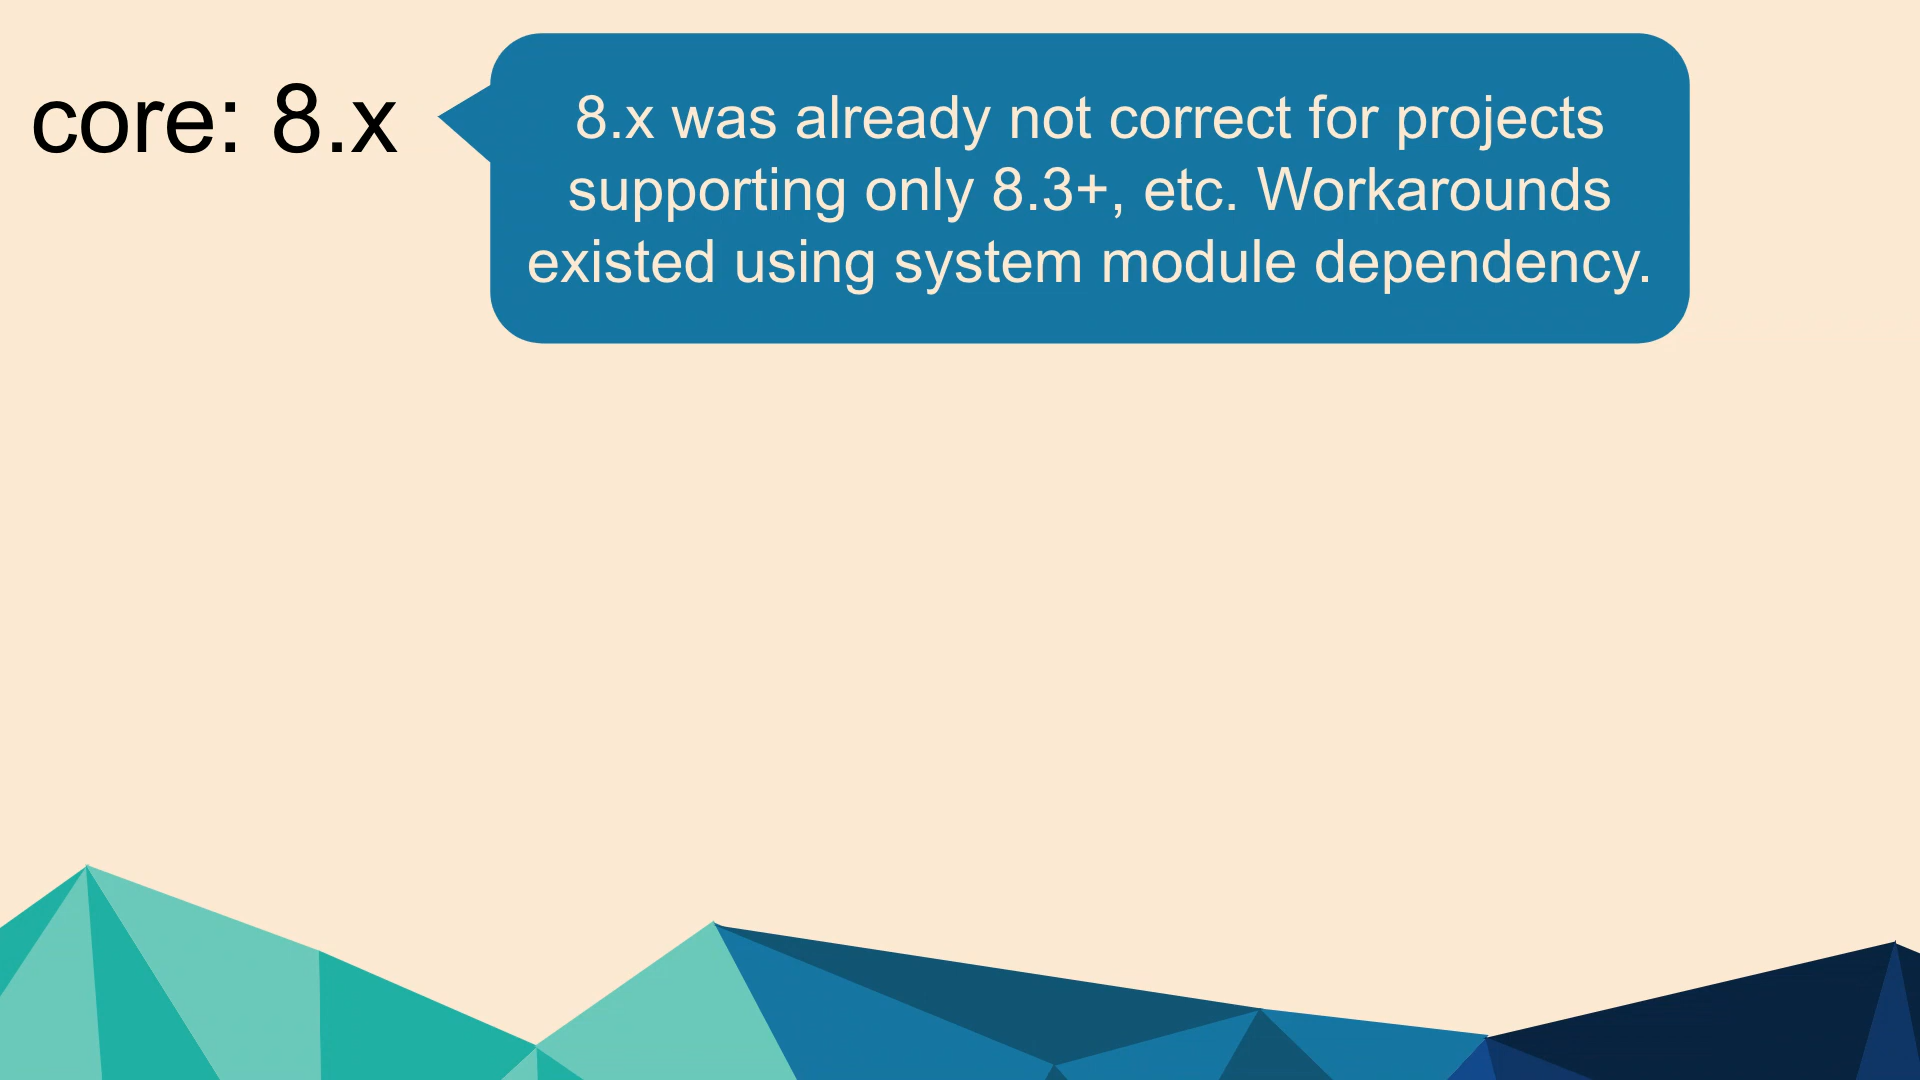 core: 8.x
8.x was already not correct for projects
supporting only 8.3+, etc. Workarounds
existed using system module dependency.